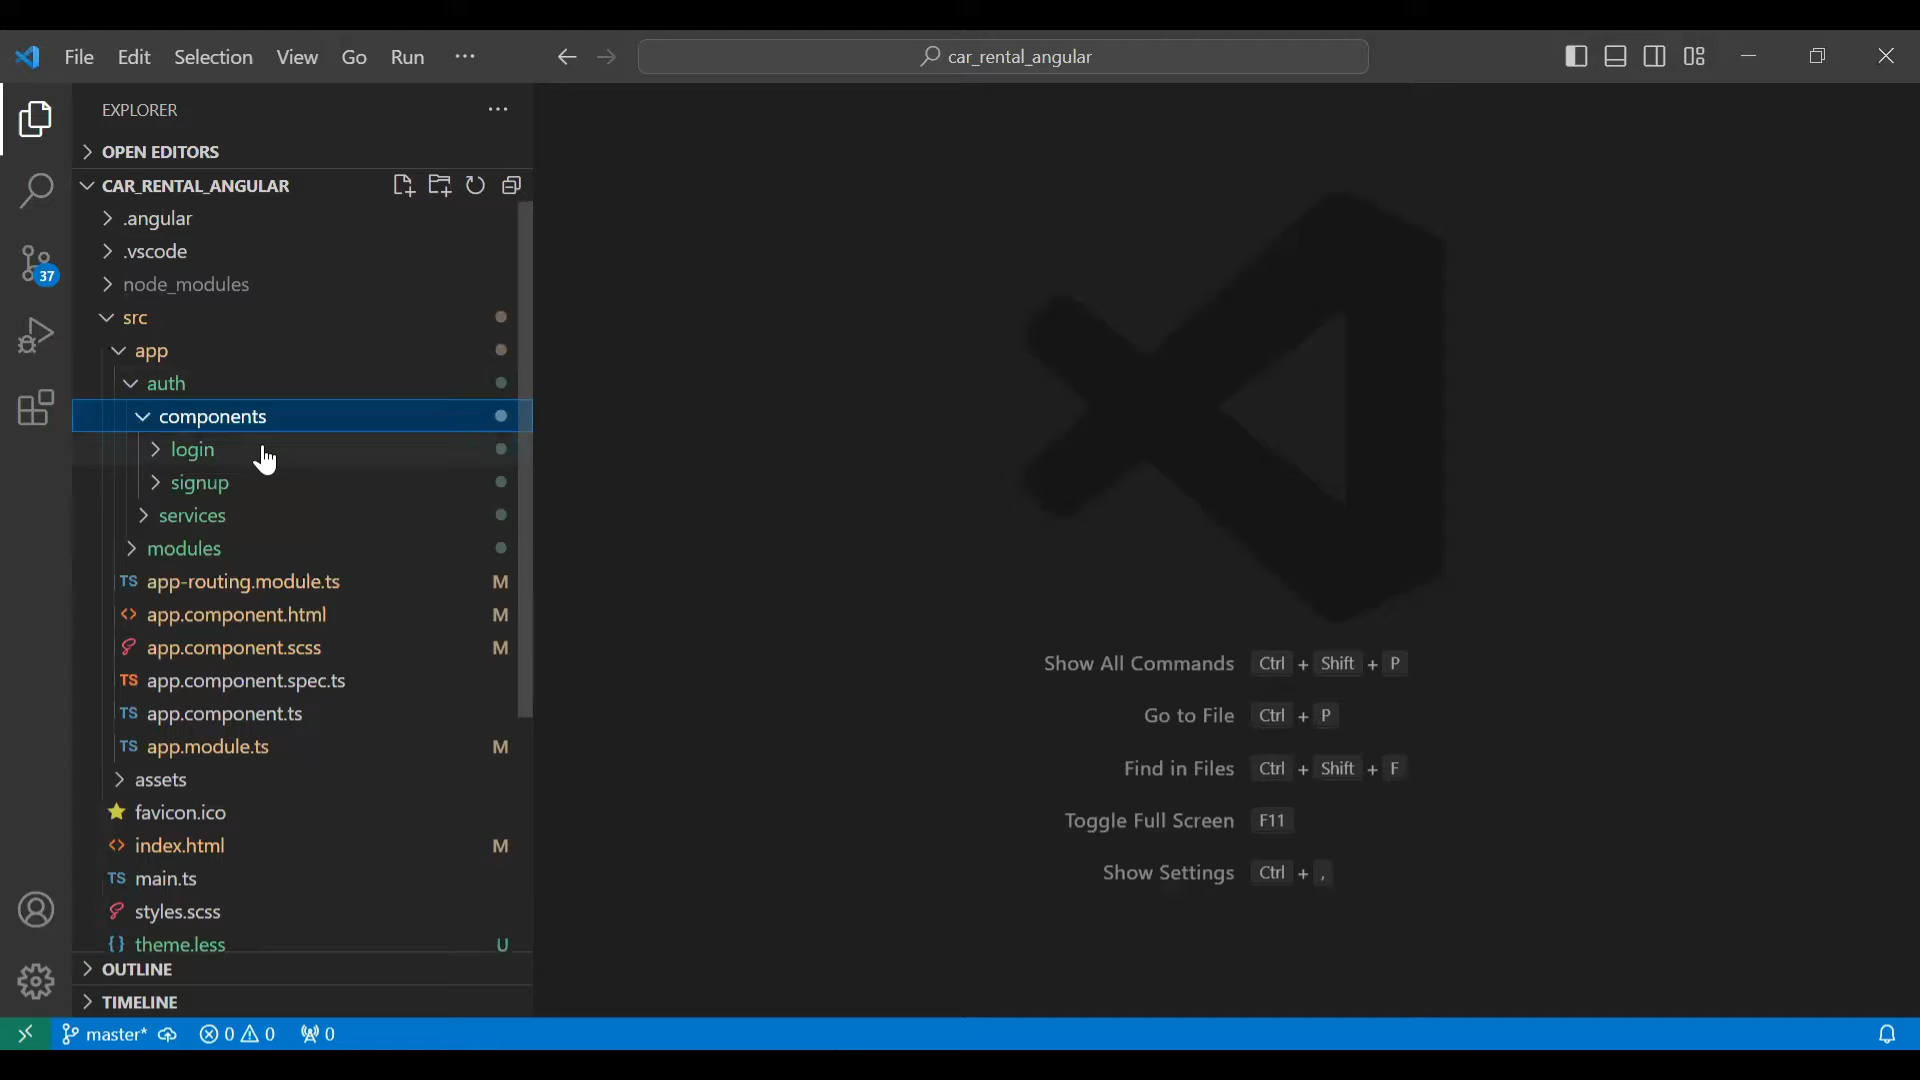 File Edit Selection View Go Run ···
car_rental_angular
EXPLORER
OPEN EDITORS
CAR_RENTAL_ANGULAR
.angular
.vscode
node_modules
37
src
app
auth
components
login
signup
services
modules
TS app-routing.module.ts M
<> app.component.html M
app.component.scss M
TS app.component.spec.ts
TS app.component.ts
TS app.module.ts M
assets
favicon.ico
<> index.html M
TS main.ts
styles.scss
{} theme.less U
OUTLINE
TIMELINE
Show All Commands Ctrl + Shift + P
Go to File Ctrl + P
Find in Files Ctrl + Shift + F
Toggle Full Screen F11
Show Settings Ctrl + ,
master* 0 0 0